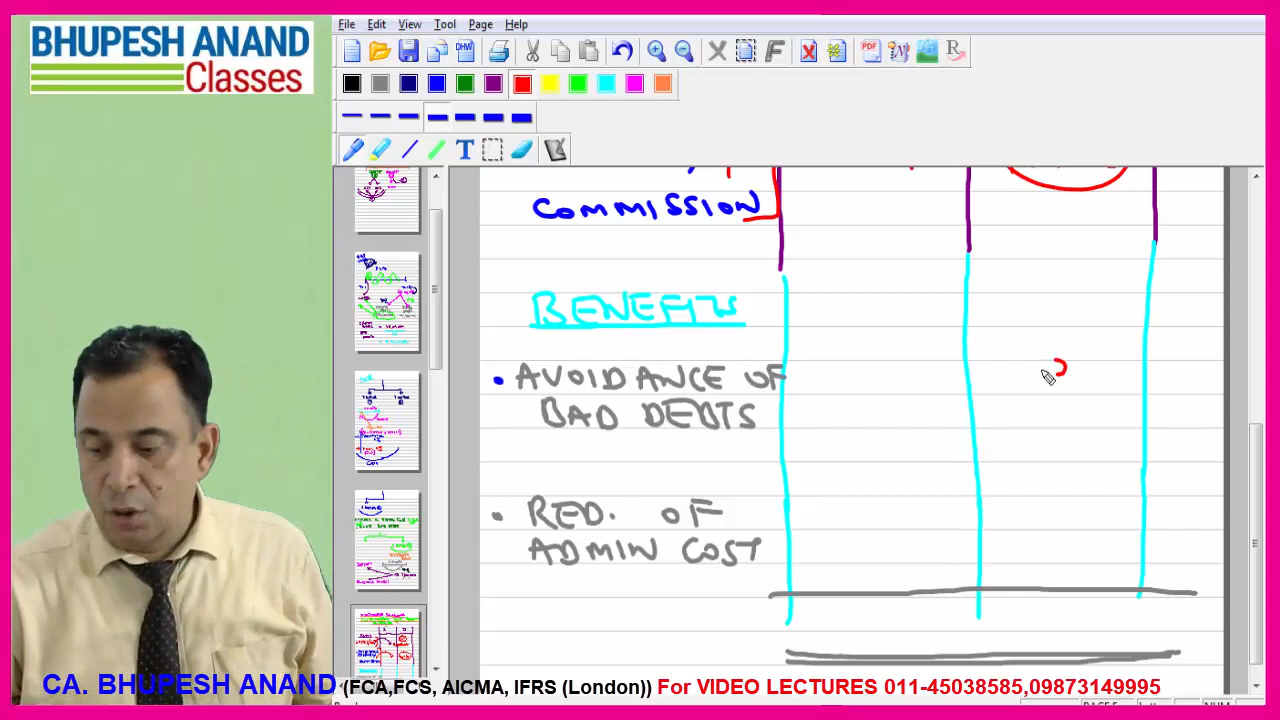 BHUPESH ANAND
Classes
File Edit View Tool Page Help
COMMISSION
BENEFITS
• AVOIDANCE OF
BAD DEBTS
• RED. OF
ADMIN COST
CA. BHUPESH ANAND (FCA,FCS, AICMA, IFRS (London)) For VIDEO LECTURES 011-45038585,09873149995